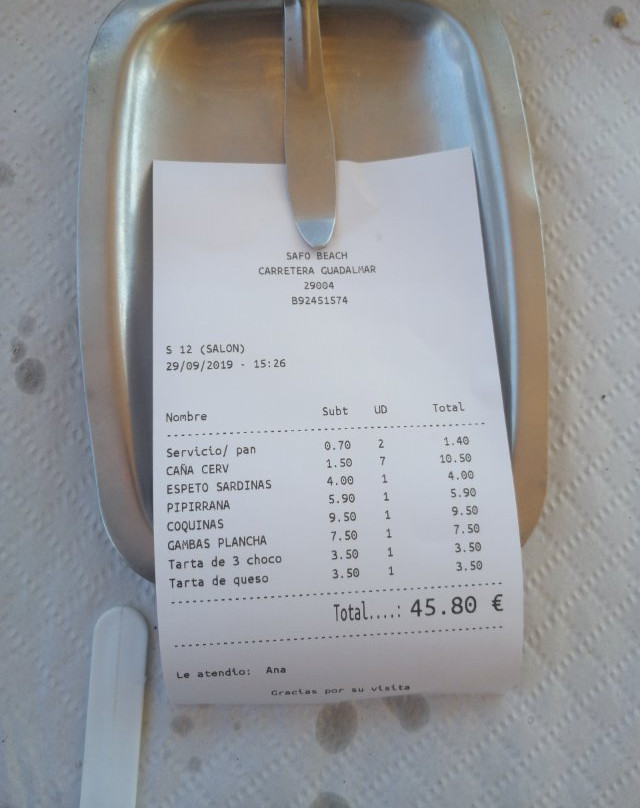 SAFO BEACH
CARRETERA GUADALMAR
29004
B92451574
S 12 (SALON)
29/09/2019 - 15:26
Nombre Subt UD Total
Servicio/ pan 0.70 2 1.40
CAÑA CERV 1.50 7 10.50
ESPETO SARDINAS 4.00 1 4.00
PIPIRRANA 5.90 1 5.90
COQUINAS 9.50 1 9.50
GAMBAS PLANCHA 7.50 1 7.50
Tarta de 3 choco 3.50 1 3.50
Tarta de queso 3.50 1 3.50
Total....: 45.80 €
Le atendio: Ana
Gracias por su visita